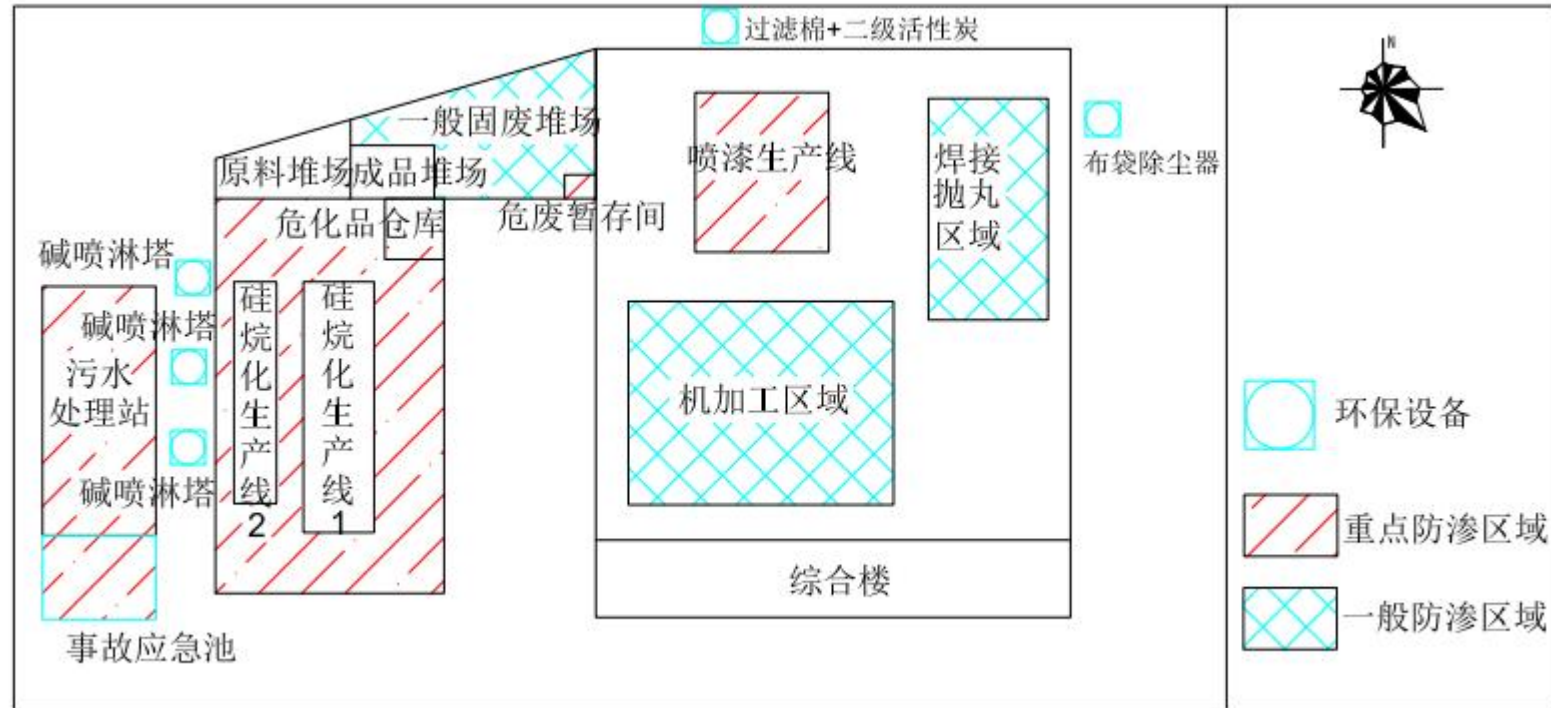 过滤棉+二级活性炭
N
一般固废堆场
原料堆场
成品堆场
喷漆生产线
焊接
抛丸
区域
布袋除尘器
危化品仓库
危废暂存间
碱喷淋塔
碱喷淋塔
污水
处理站
碱喷淋塔
硅烷化生产线2
硅烷化生产线1
机加工区域
综合楼
事故应急池
环保设备
重点防渗区域
一般防渗区域